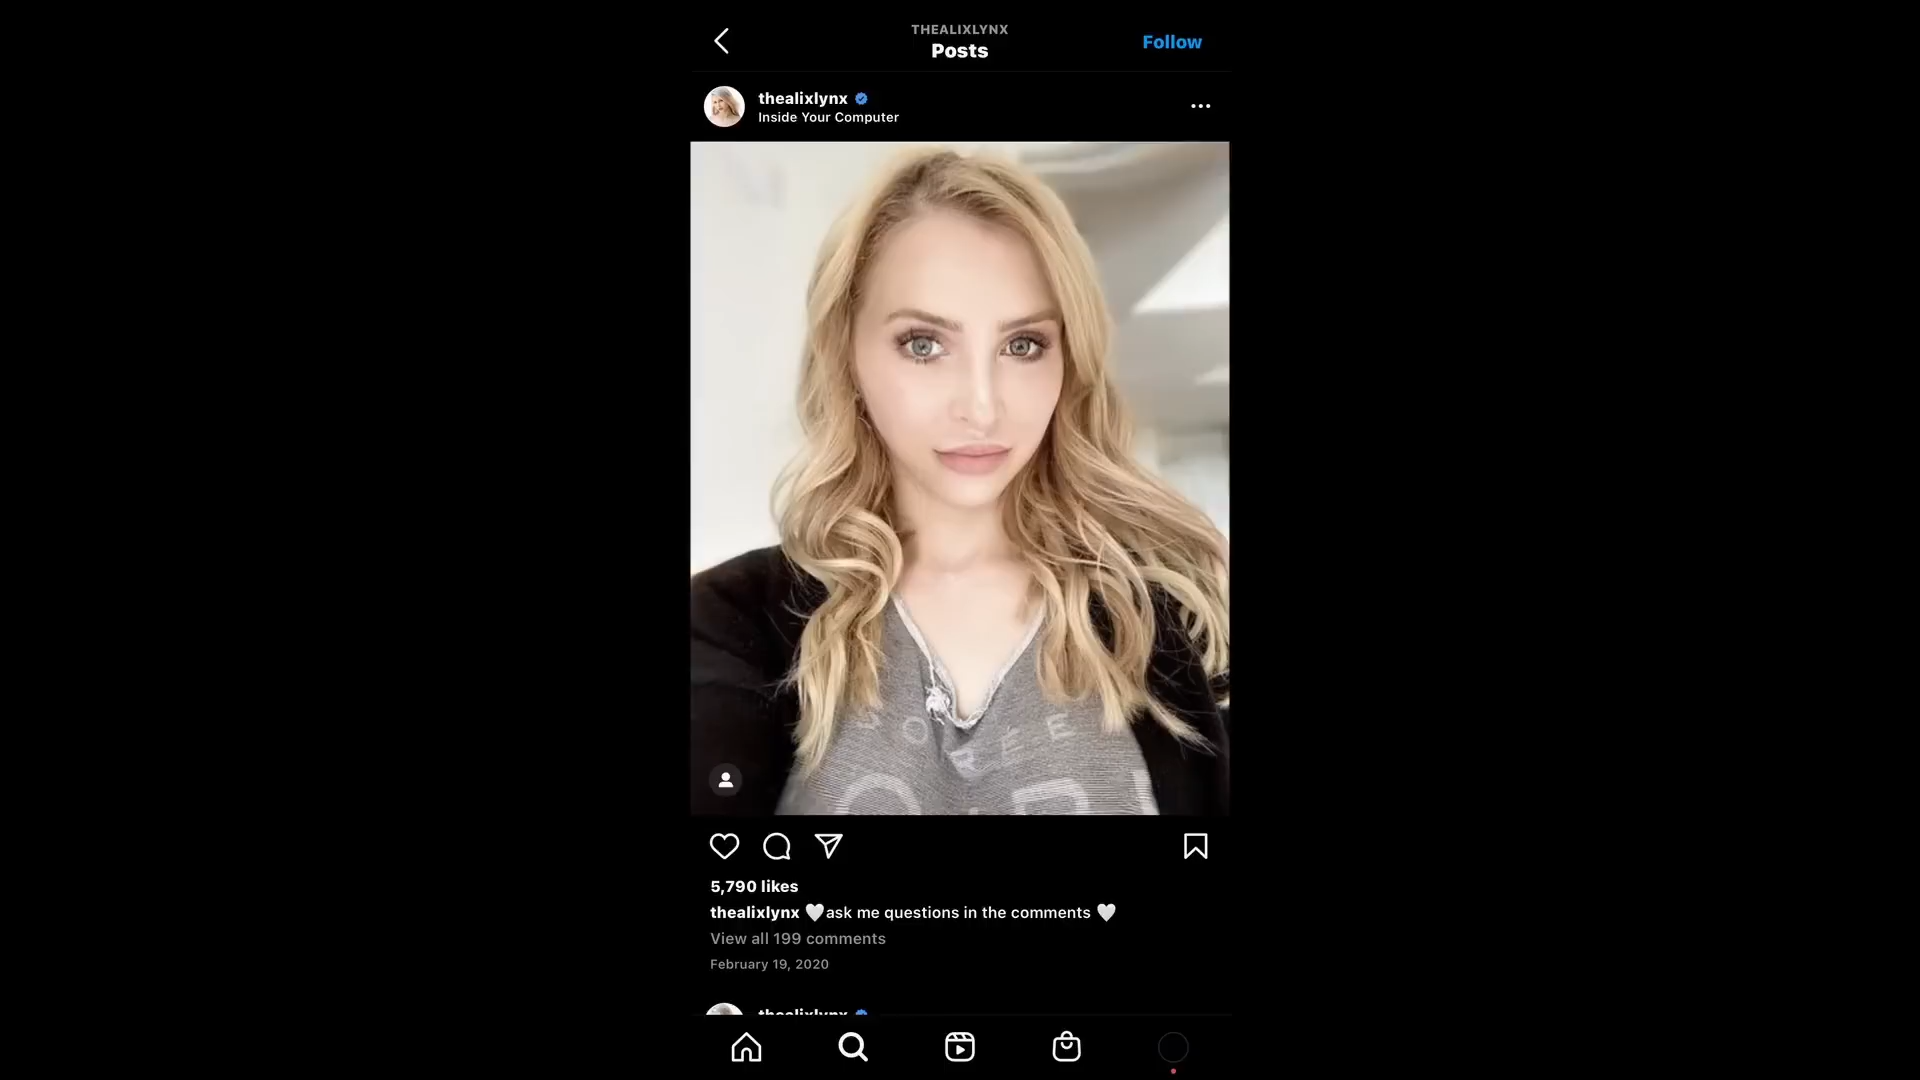 THEALIXLYNX
Posts
Follow
thealixlynx
Inside Your Computer
5,790 likes
thealixlynx 🤍ask me questions in the comments 🤍
View all 199 comments
February 19, 2020
thealixlynx